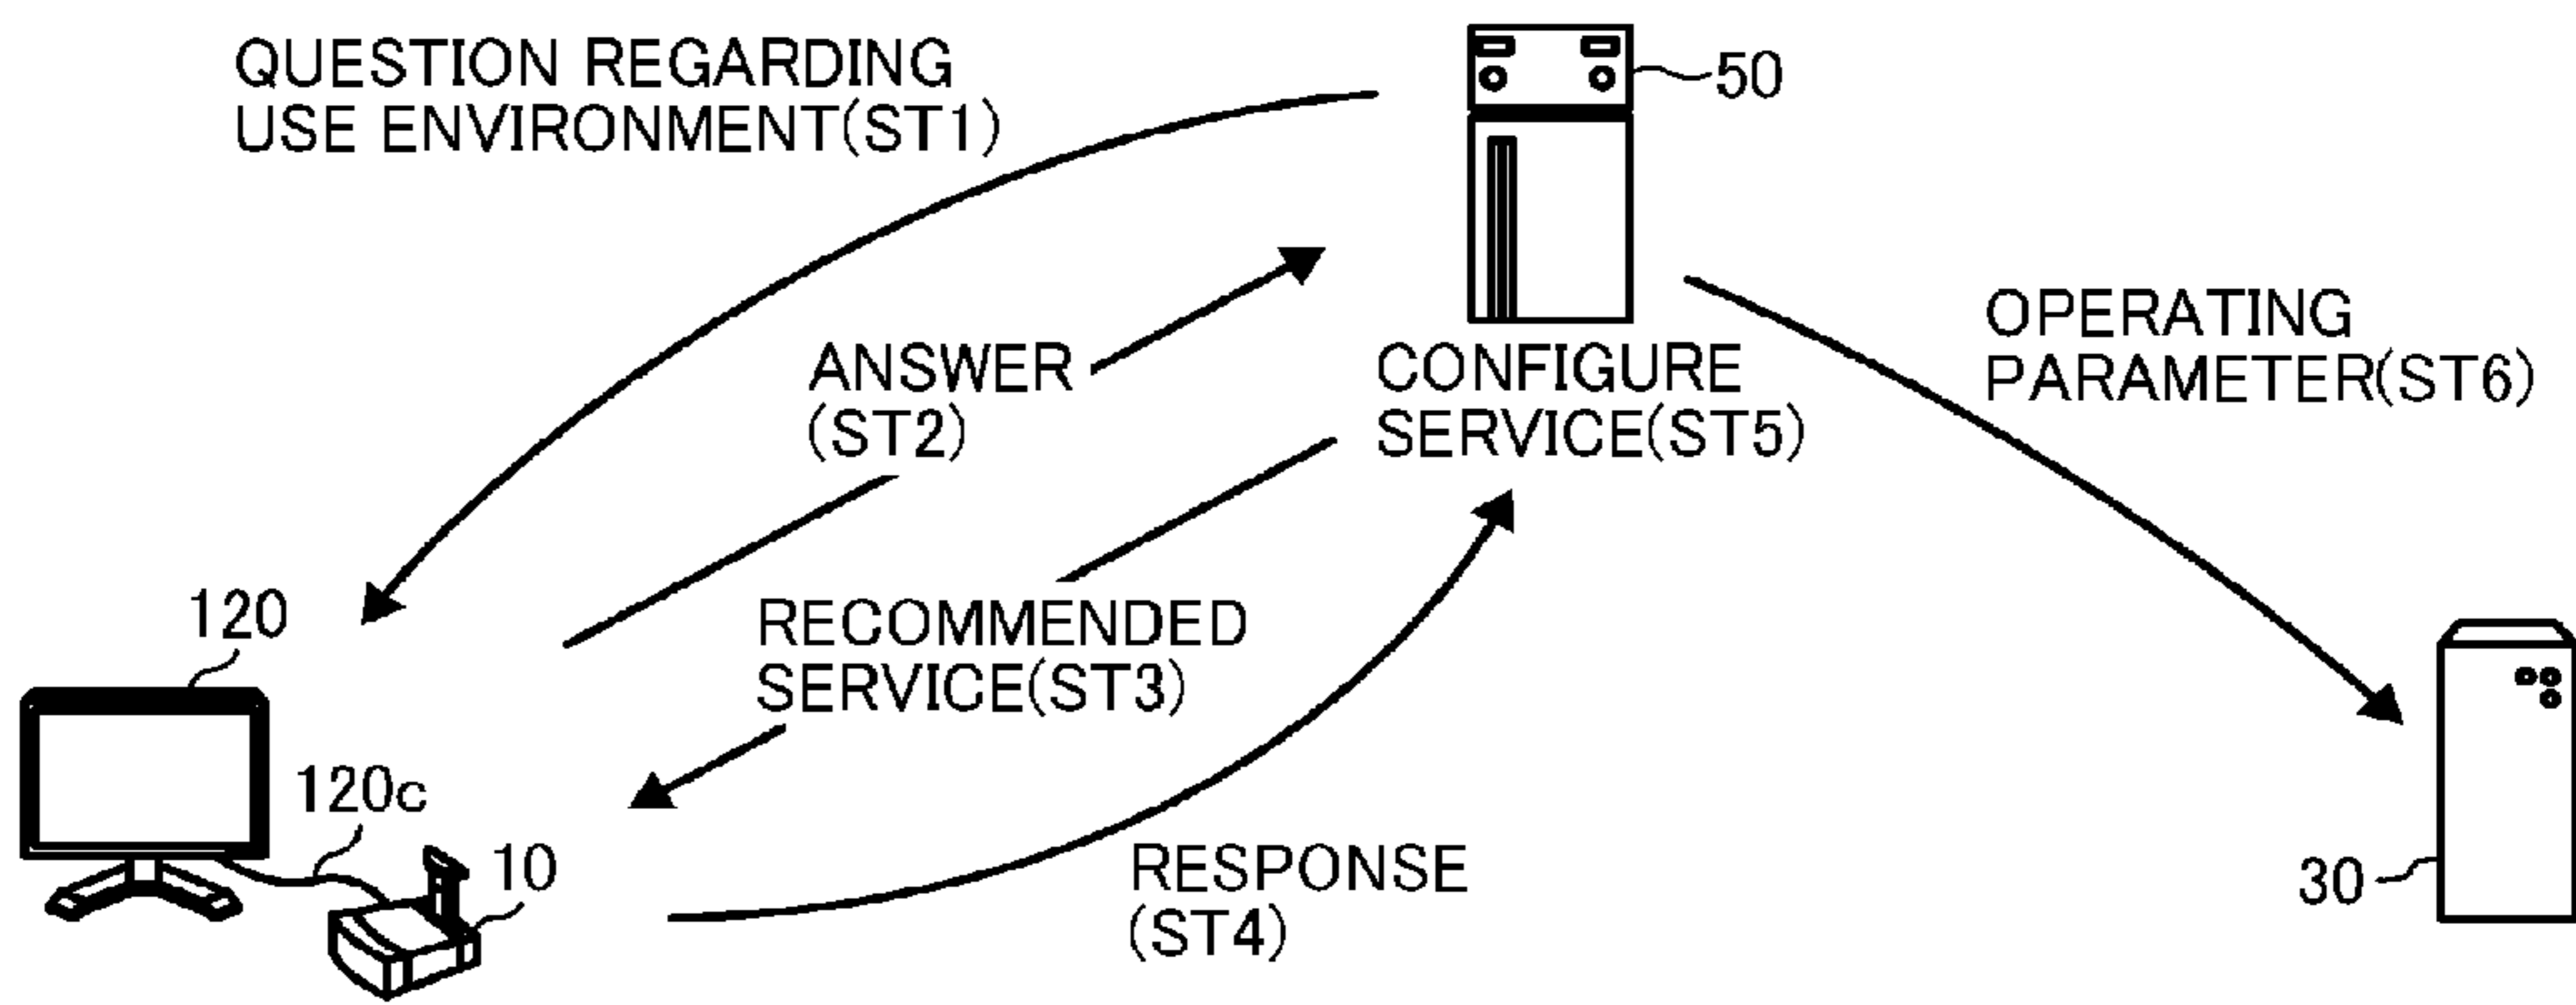 QUESTION REGARDING
USE ENVIRONMENT(ST1)
50
ANSWER
(ST2)
CONFIGURE
SERVICE(ST5)
OPERATING
PARAMETER(ST6)
120
RECOMMENDED
SERVICE(ST3)
120c
10
RESPONSE
(ST4)
30